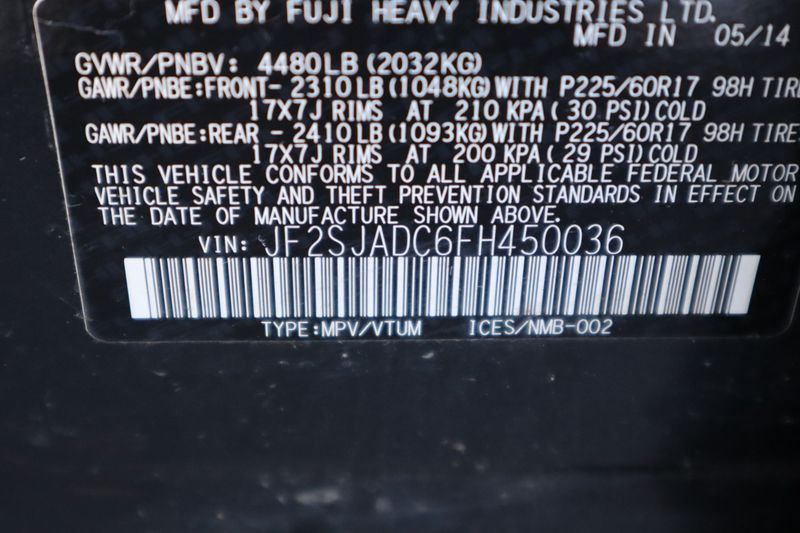 MFD BY FUJI HEAVY INDUSTRIES LTD.
MFD IN 05/14
GVWR/PNBV: 4480LB (2032KG)
GAWR/PNBE:FRONT- 2310LB (1048KG) WITH P225/60R17 98H TIRE
17X7J RIMS AT 210 KPA (30 PSI) COLD
GAWR/PNBE:REAR - 2410LB (1093KG) WITH P225/60R17 98H TIRE
17X7J RIMS AT 200 KPA (29 PSI) COLD
THIS VEHICLE CONFORMS TO ALL APPLICABLE FEDERAL MOTOR
VEHICLE SAFETY AND THEFT PREVENTION STANDARDS IN EFFECT ON
THE DATE OF MANUFACTURE SHOWN ABOVE.
VIN: JF2SJADC6FH450036
TYPE:MPV/VTUM ICES/NMB-002